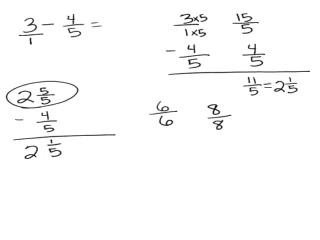 3/1 - 4/5 =
3×5/1×5 15/5
- 4/5 4/5
11/5 = 2 1/5
2 5/5
- 4/5
2 1/5
6/6 8/8